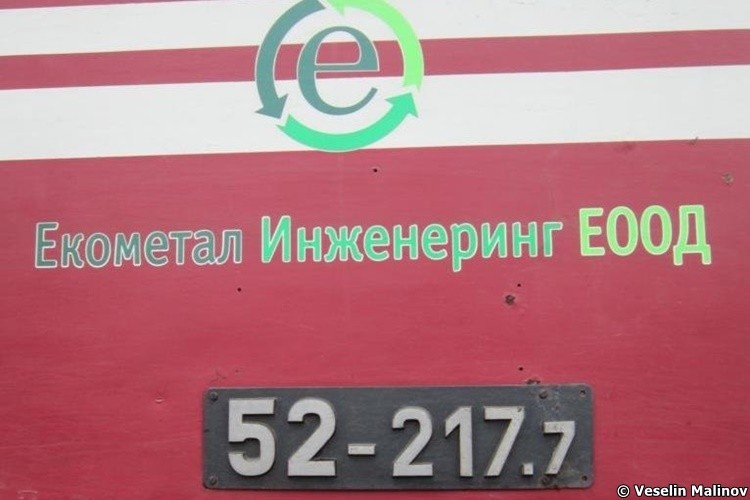 e
Екометал Инженеринг ЕООД
52-217.7
© Veselin Malinov